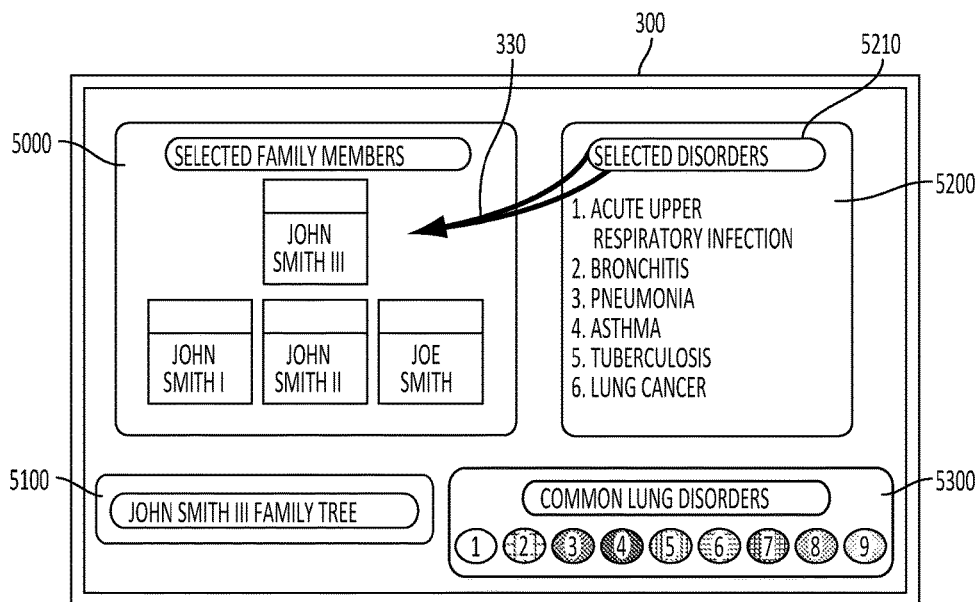 300
330
5210
5000
SELECTED FAMILY MEMBERS
SELECTED DISORDERS
5200
JOHN
SMITH III
1. ACUTE UPPER
RESPIRATORY INFECTION
2. BRONCHITIS
3. PNEUMONIA
4. ASTHMA
5. TUBERCULOSIS
6. LUNG CANCER
JOHN
SMITH I
JOHN
SMITH II
JOE
SMITH
5100
JOHN SMITH III FAMILY TREE
5300
COMMON LUNG DISORDERS
1 2 3 4 5 6 7 8 9